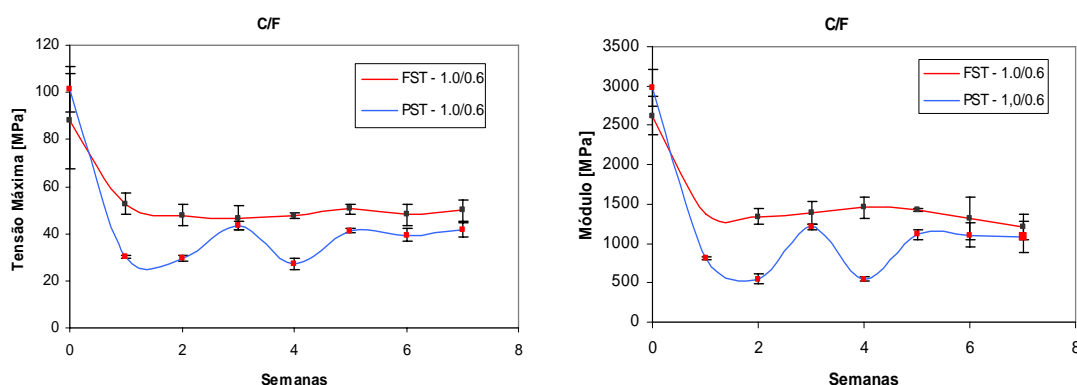 C/F
Tensão Máxima [MPa]
120
100
80
60
40
20
0
0 2 4 6 8
Semanas
FST - 1.0/0.6
PST - 1.0/0.6
C/F
Módulo [MPa]
3500
3000
2500
2000
1500
1000
500
0
0 2 4 6 8
Semanas
FST - 1.0/0.6
PST - 1,0/0.6